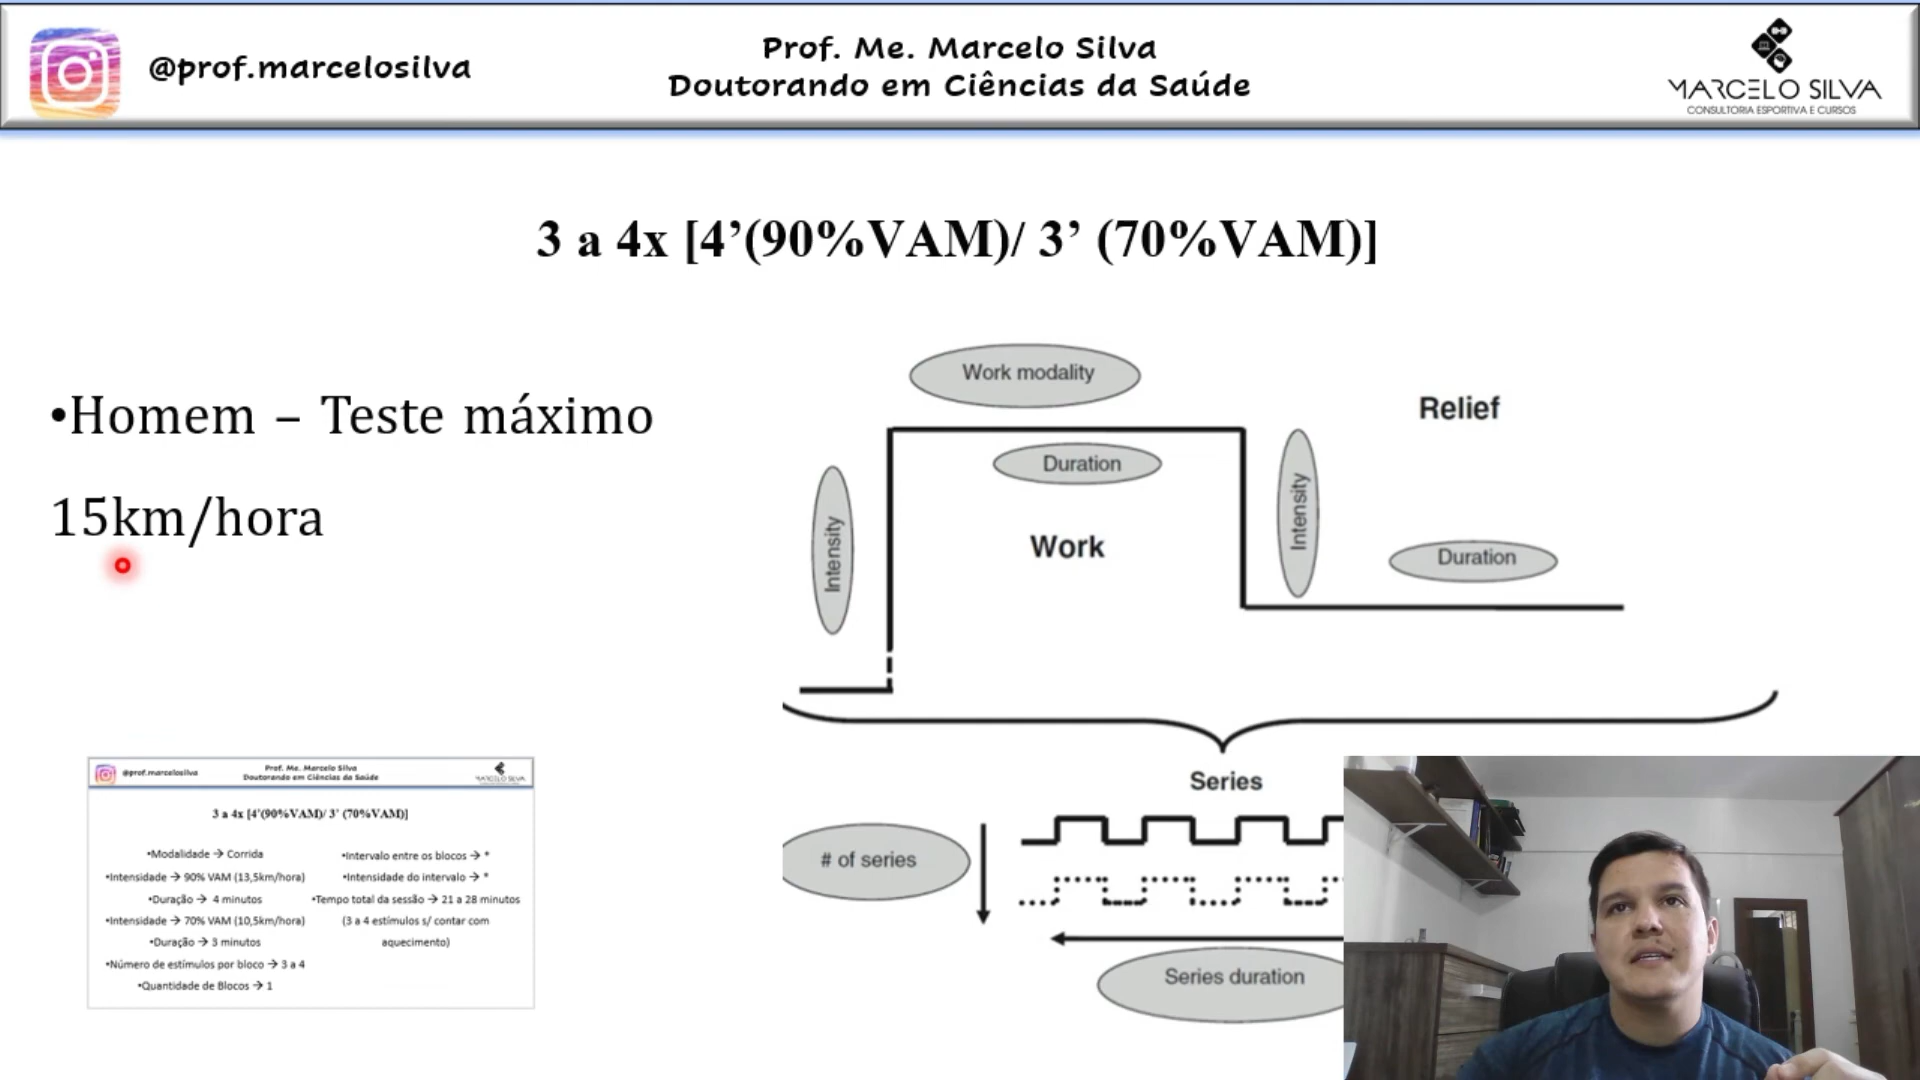 @prof.marcelosilva
Prof. Me. Marcelo Silva
Doutorando em Ciências da Saúde
MARCELO SILVA
CONSULTORIA ESPORTIVA E CURSOS
3 a 4x [4’(90%VAM)/ 3’ (70%VAM)]
•Homem – Teste máximo
15km/hora
Work modality
Relief
Duration
Intensity
Work
Intensity
Duration
Series
# of series
Series duration
@prof.marcelosilva
Prof. Me. Marcelo Silva
Doutorando em Ciências da Saúde
MARCELO SILVA
3 a 4x [4’(90%VAM)/ 3’ (70%VAM)]
•Modalidade → Corrida
•Intensidade → 90% VAM (13,5km/hora)
•Duração → 4 minutos
•Intensidade → 70% VAM (10,5km/hora)
•Duração → 3 minutos
•Número de estímulos por bloco → 3 a 4
•Quantidade de Blocos → 1
•Intervalo entre os blocos → *
•Intensidade do intervalo → *
•Tempo total da sessão → 21 a 28 minutos
(3 a 4 estímulos s/ contar com
aquecimento)